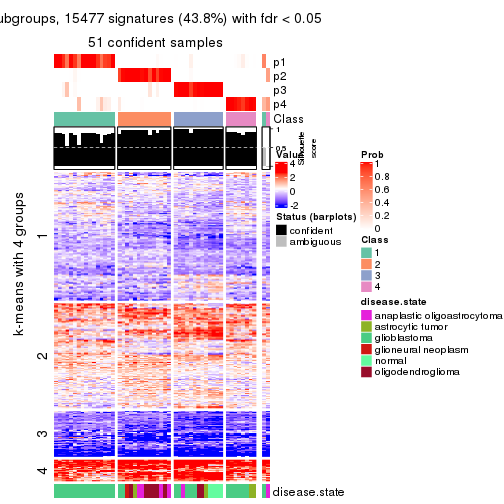 ubgroups, 15477 signatures (43.8%) with fdr < 0.05
51 confident samples
p1
p2
p3
p4
Class
1
0.5
0
Silhouette
score
Value
4
2
0
-2
Status (barplots)
confident
ambiguous
Prob
1
0.8
0.6
0.4
0.2
0
Class
1
2
3
4
disease.state
anaplastic oligoastrocytoma
astrocytic tumor
glioblastoma
glioneural neoplasm
normal
oligodendroglioma
k-means with 4 groups
1
2
3
4
disease.state